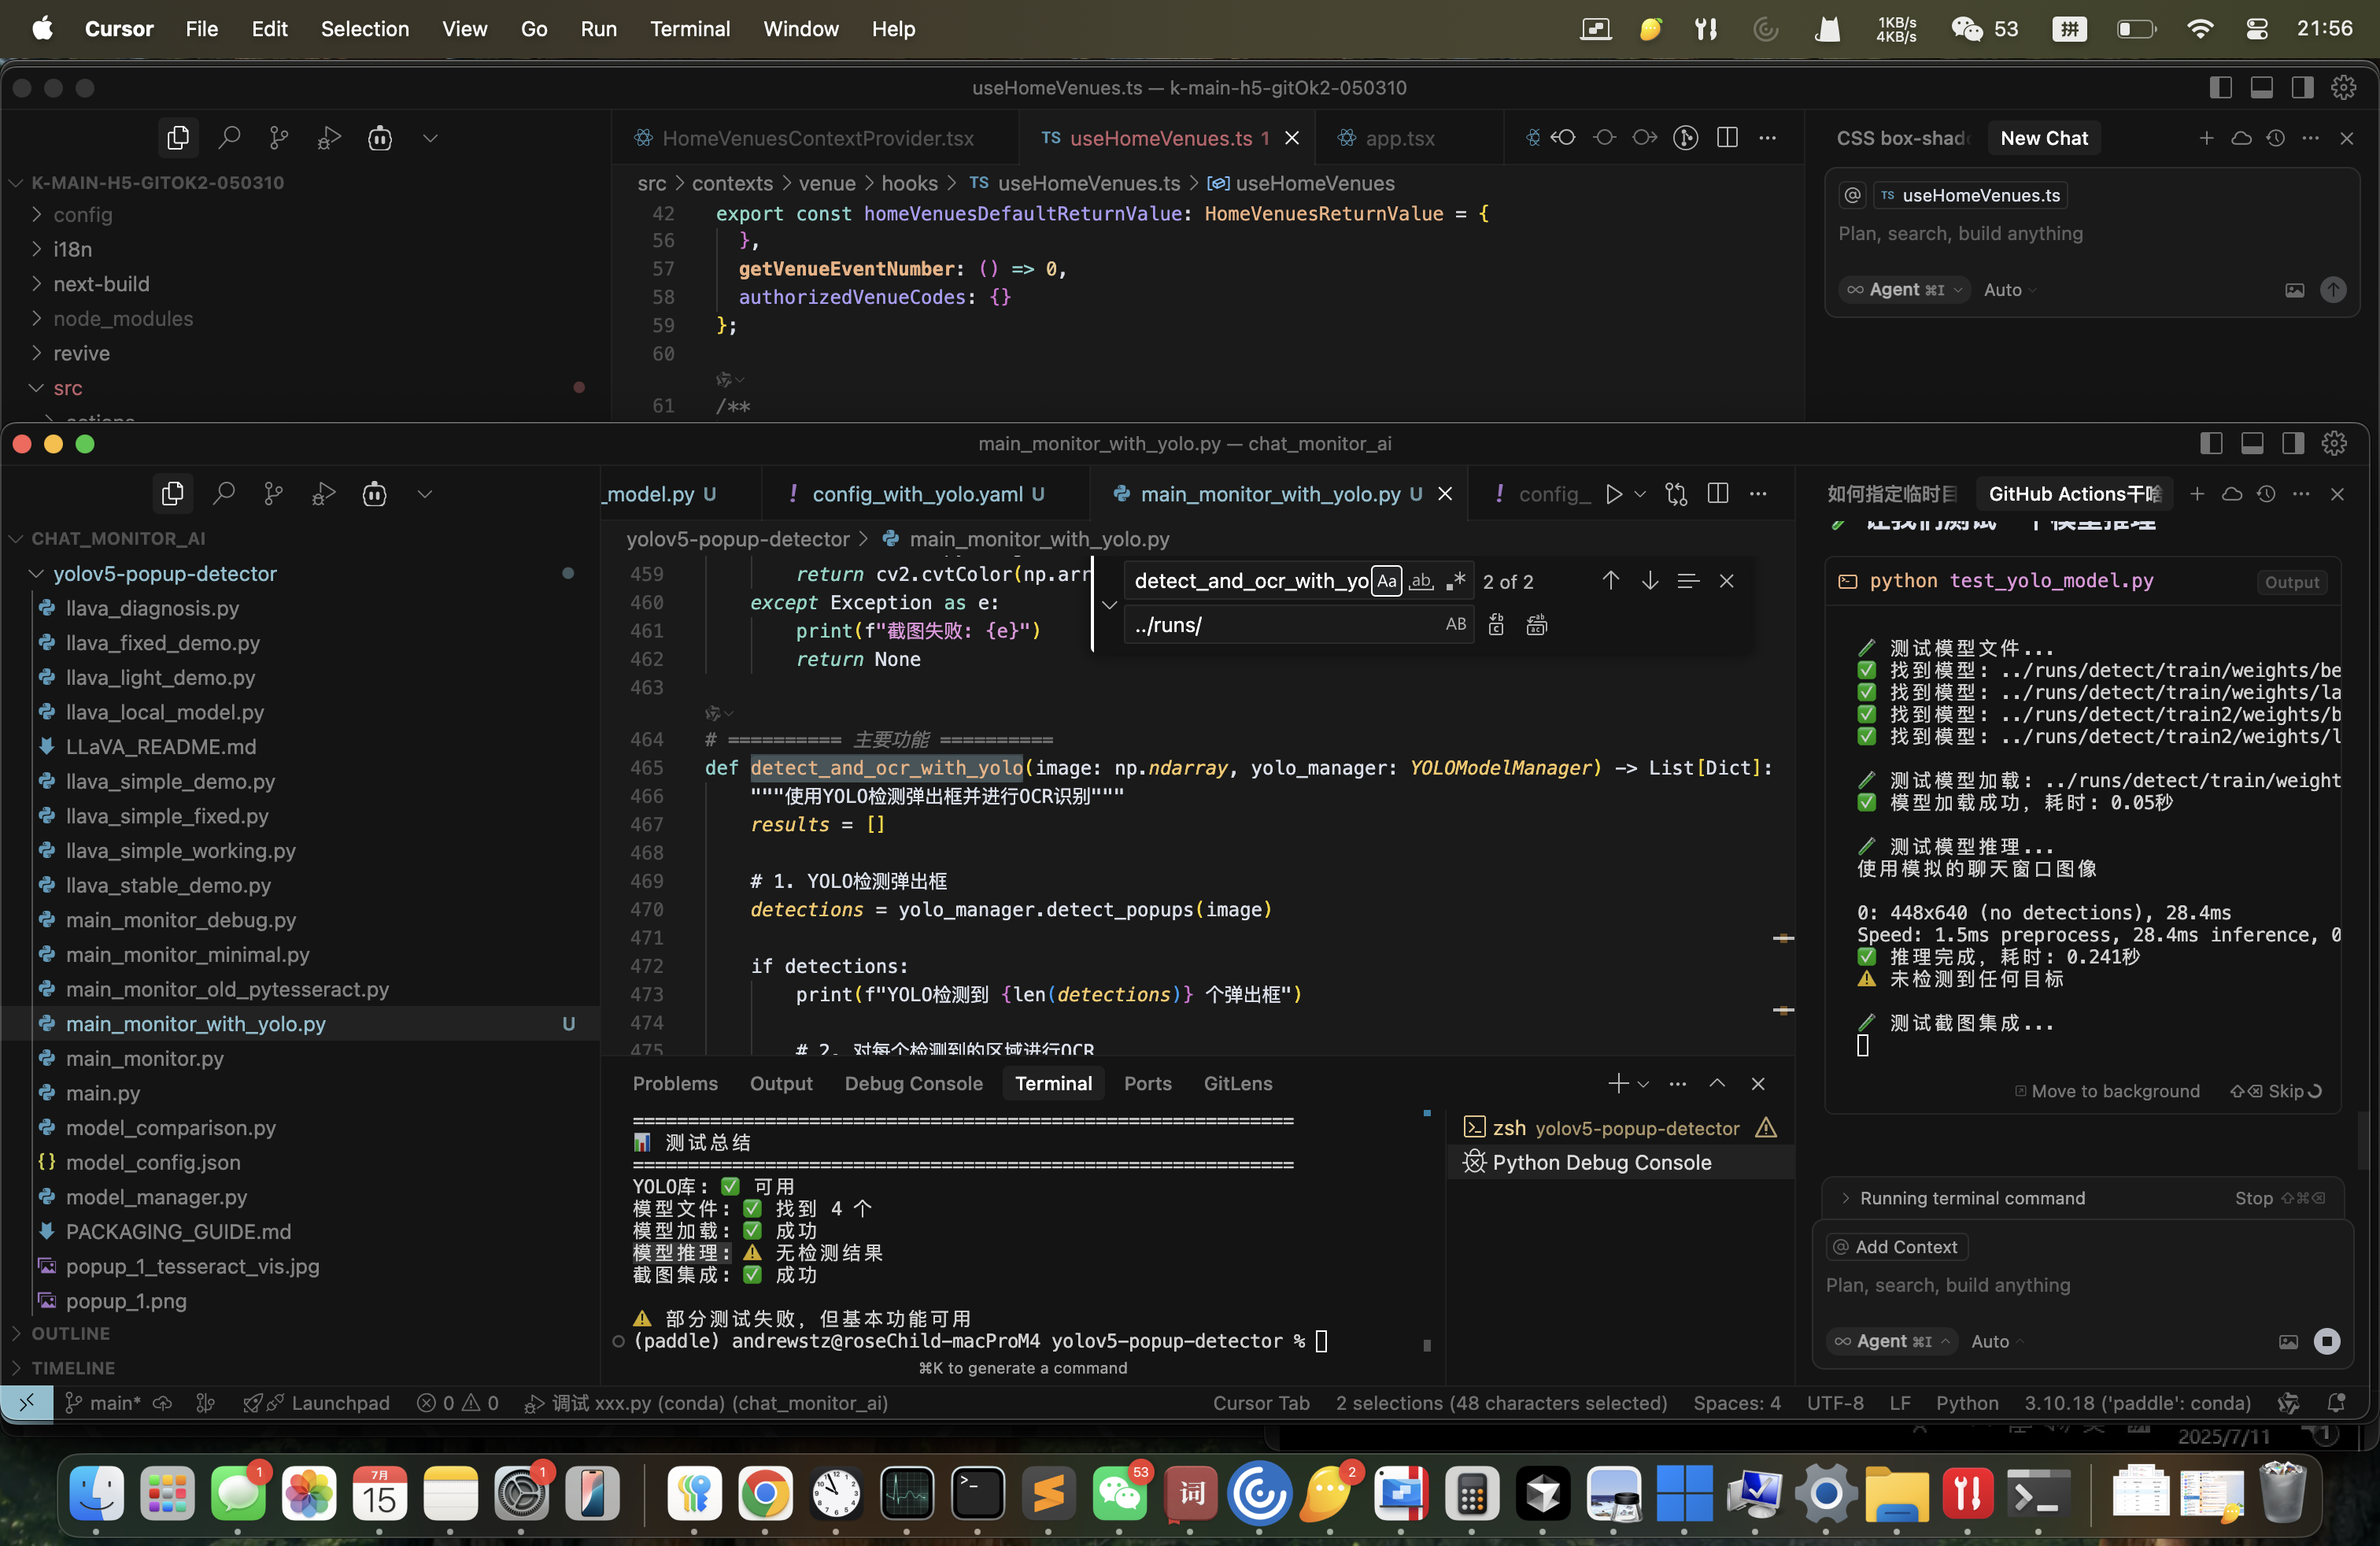 Cursor File Edit Selection View Go Run Terminal Window Help 1KB/s 4KB/s 53 拼 21:56
useHomeVenues.ts — k-main-h5-gitOk2-050310
HomeVenuesContextProvider.tsx TS useHomeVenues.ts 1 app.tsx
CSS box-shad New Chat
K-MAIN-H5-GITOK2-050310
config
i18n
next-build
node_modules
revive
src
src > contexts > venue > hooks > TS useHomeVenues.ts > useHomeVenues
42 export const homeVenuesDefaultReturnValue: HomeVenuesReturnValue = {
56 },
57 getVenueEventNumber: () => 0,
58 authorizedVenueCodes: {}
59 };
60
61 /**
@ TS useHomeVenues.ts
Plan, search, build anything
∞ Agent ⌘I Auto
main_monitor_with_yolo.py — chat_monitor_ai
_model.py U ! config_with_yolo.yaml U main_monitor_with_yolo.py U ! config_
如何指定临时目 GitHub Actions干啥
CHAT_MONITOR_AI
yolov5-popup-detector
llava_diagnosis.py
llava_fixed_demo.py
llava_light_demo.py
llava_local_model.py
LLaVA_README.md
llava_simple_demo.py
llava_simple_fixed.py
llava_simple_working.py
llava_stable_demo.py
main_monitor_debug.py
main_monitor_minimal.py
main_monitor_old_pytesseract.py
main_monitor_with_yolo.py U
main_monitor.py
main.py
model_comparison.py
{} model_config.json
model_manager.py
PACKAGING_GUIDE.md
popup_1_tesseract_vis.jpg
popup_1.png
OUTLINE
TIMELINE
yolov5-popup-detector > main_monitor_with_yolo.py
detect_and_ocr_with_yo Aa ab .* 2 of 2
../runs/ AB
459 return cv2.cvtColor(np.arr
460 except Exception as e:
461 print(f"截图失败: {e}")
462 return None
463
464 # ========== 主要功能 ==========
465 def detect_and_ocr_with_yolo(image: np.ndarray, yolo_manager: YOLOModelManager) -> List[Dict]:
466 """使用YOLO检测弹出框并进行OCR识别"""
467 results = []
468
469 # 1. YOLO检测弹出框
470 detections = yolo_manager.detect_popups(image)
471
472 if detections:
473 print(f"YOLO检测到 {len(detections)} 个弹出框")
474
475 # 2. 对每个检测到的区域进行OCR
Problems Output Debug Console Terminal Ports GitLens
============================================================
📊 测试总结
============================================================
YOLO库: ✅ 可用
模型文件: ✅ 找到 4 个
模型加载: ✅ 成功
模型推理: ⚠️ 无检测结果
截图集成: ✅ 成功
⚠️ 部分测试失败, 但基本功能可用
(paddle) andrewstz@roseChild-macProM4 yolov5-popup-detector %
⌘K to generate a command
zsh yolov5-popup-detector
Python Debug Console
python test_yolo_model.py Output
测试模型文件...
✅ 找到模型: ../runs/detect/train/weights/be
✅ 找到模型: ../runs/detect/train/weights/la
✅ 找到模型: ../runs/detect/train2/weights/b
✅ 找到模型: ../runs/detect/train2/weights/l
测试模型加载: ../runs/detect/train/weight
✅ 模型加载成功, 耗时: 0.05秒
测试模型推理...
使用模拟的聊天窗口图像
0: 448x640 (no detections), 28.4ms
Speed: 1.5ms preprocess, 28.4ms inference, 0
✅ 推理完成, 耗时: 0.241秒
⚠️ 未检测到任何目标
测试截图集成...
Move to background Skip
Running terminal command Stop
@ Add Context
Plan, search, build anything
∞ Agent ⌘I Auto
main* Launchpad 0 0 调试 xxx.py (conda) (chat_monitor_ai) Cursor Tab 2 selections (48 characters selected) Spaces: 4 UTF-8 LF Python 3.10.18 ('paddle': conda)
2025/7/11
1 7月 15 1 53 词 2